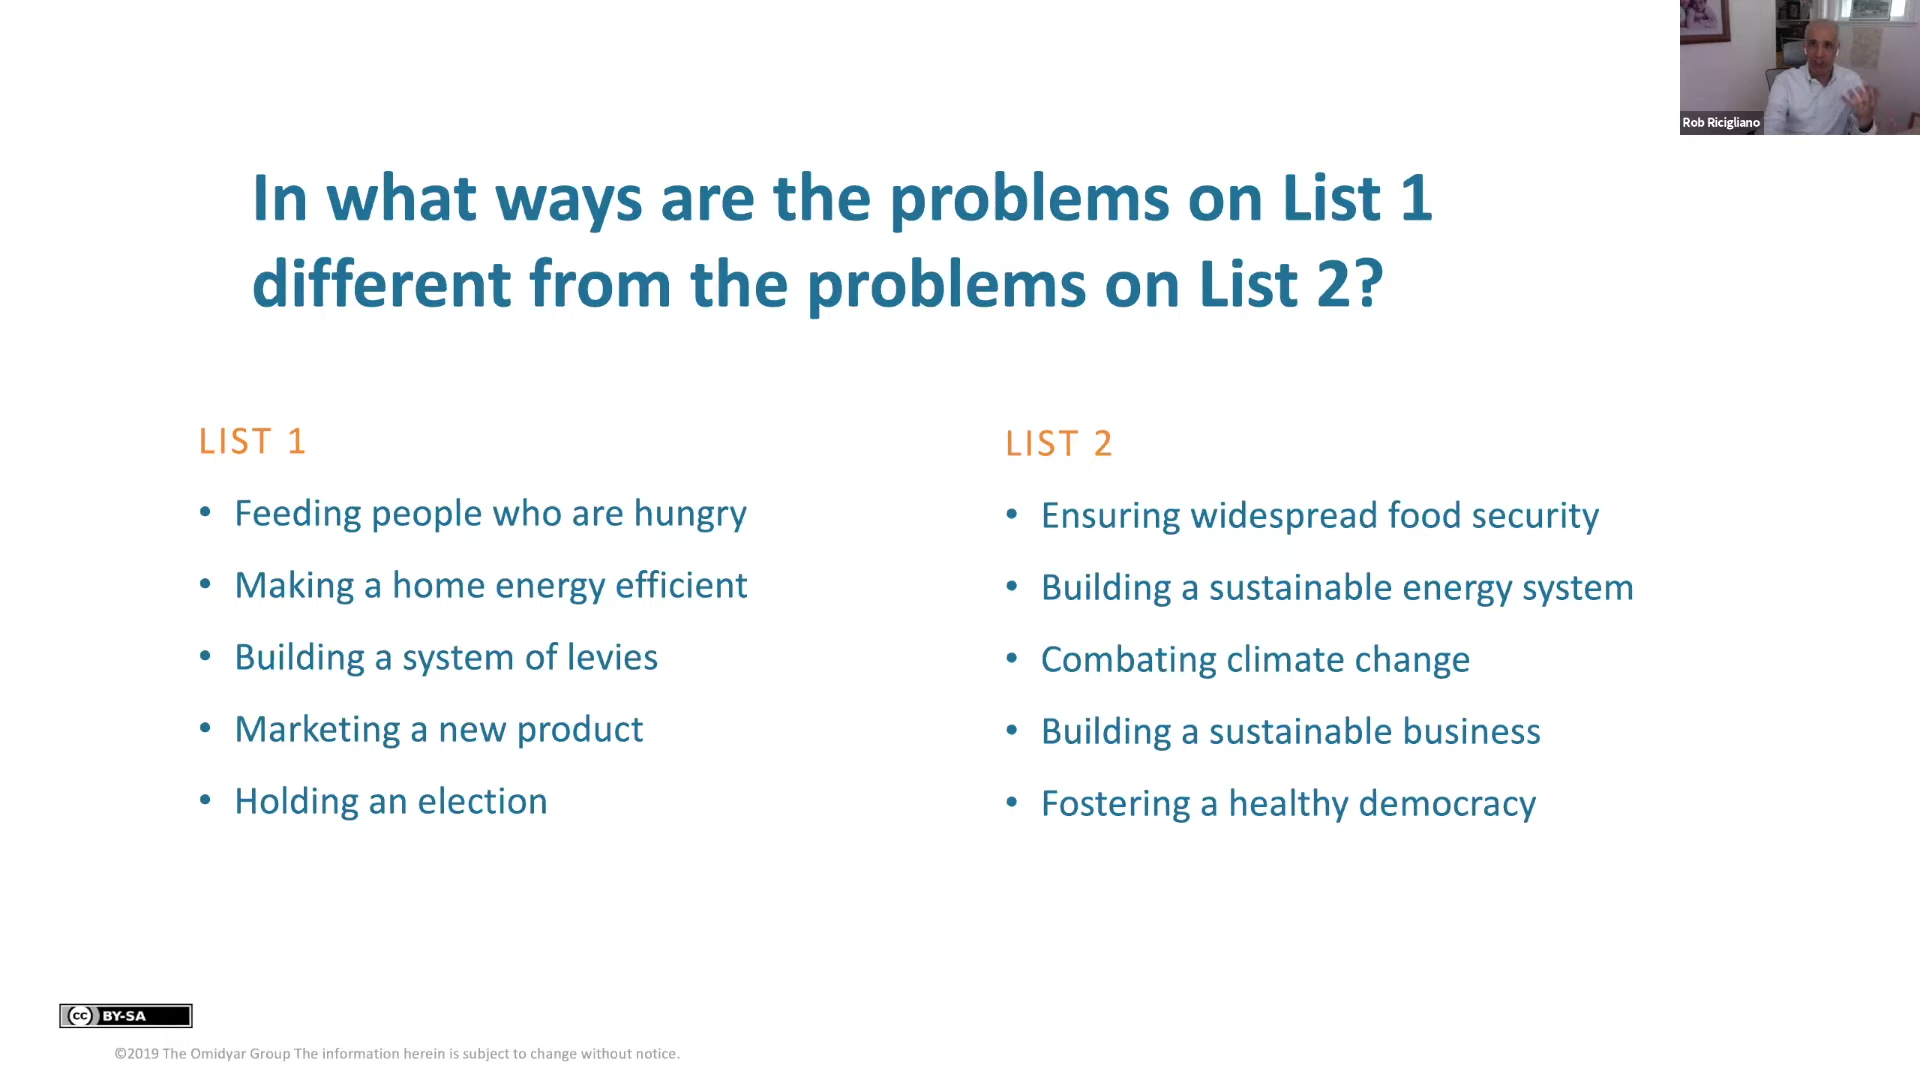 Rob Ricigliano
In what ways are the problems on List 1
different from the problems on List 2?
LIST 1
• Feeding people who are hungry
• Making a home energy efficient
• Building a system of levies
• Marketing a new product
• Holding an election
LIST 2
• Ensuring widespread food security
• Building a sustainable energy system
• Combating climate change
• Building a sustainable business
• Fostering a healthy democracy
cc BY-SA
©2019 The Omidyar Group The information herein is subject to change without notice.